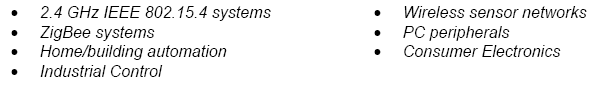 • 2.4 GHz IEEE 802.15.4 systems
• ZigBee systems
• Home/building automation
• Industrial Control
• Wireless sensor networks
• PC peripherals
• Consumer Electronics